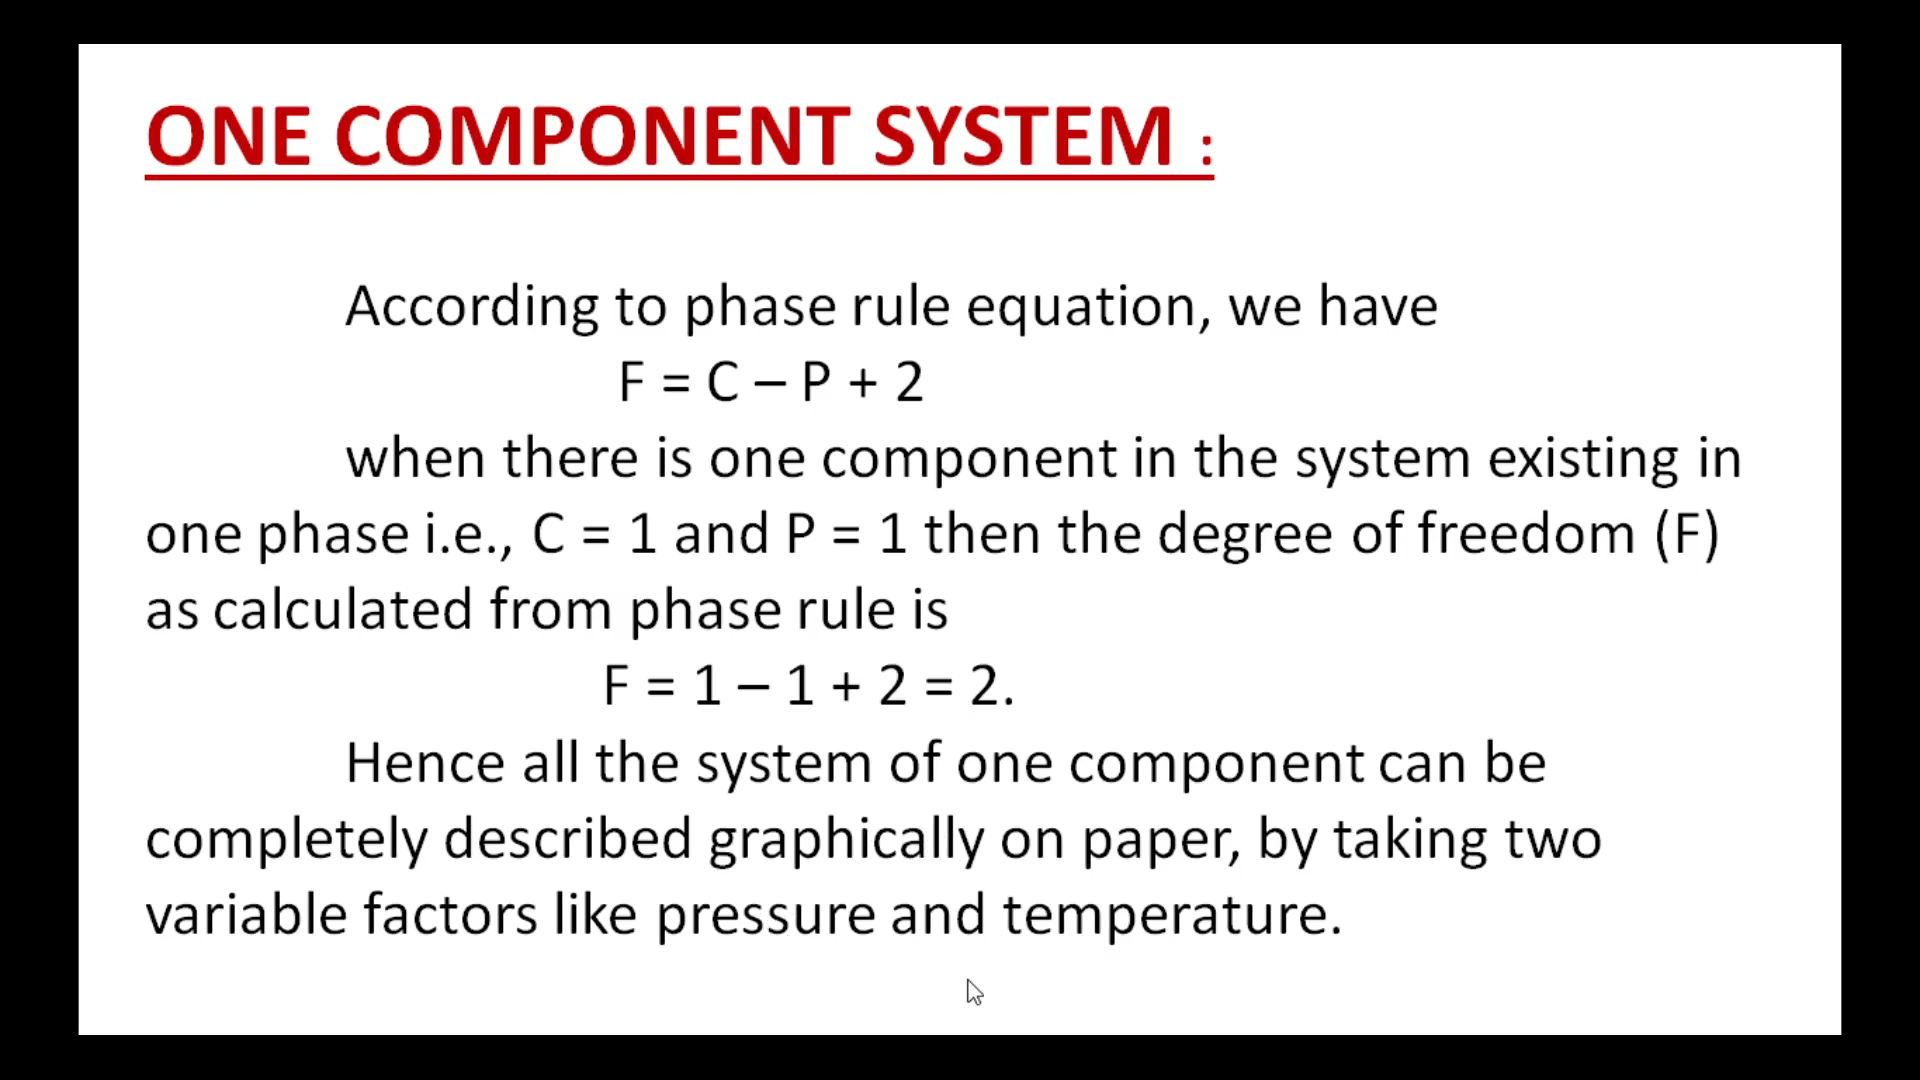 ONE COMPONENT SYSTEM :
According to phase rule equation, we have
F = C – P + 2
when there is one component in the system existing in
one phase i.e., C = 1 and P = 1 then the degree of freedom (F)
as calculated from phase rule is
F = 1 – 1 + 2 = 2.
Hence all the system of one component can be
completely described graphically on paper, by taking two
variable factors like pressure and temperature.